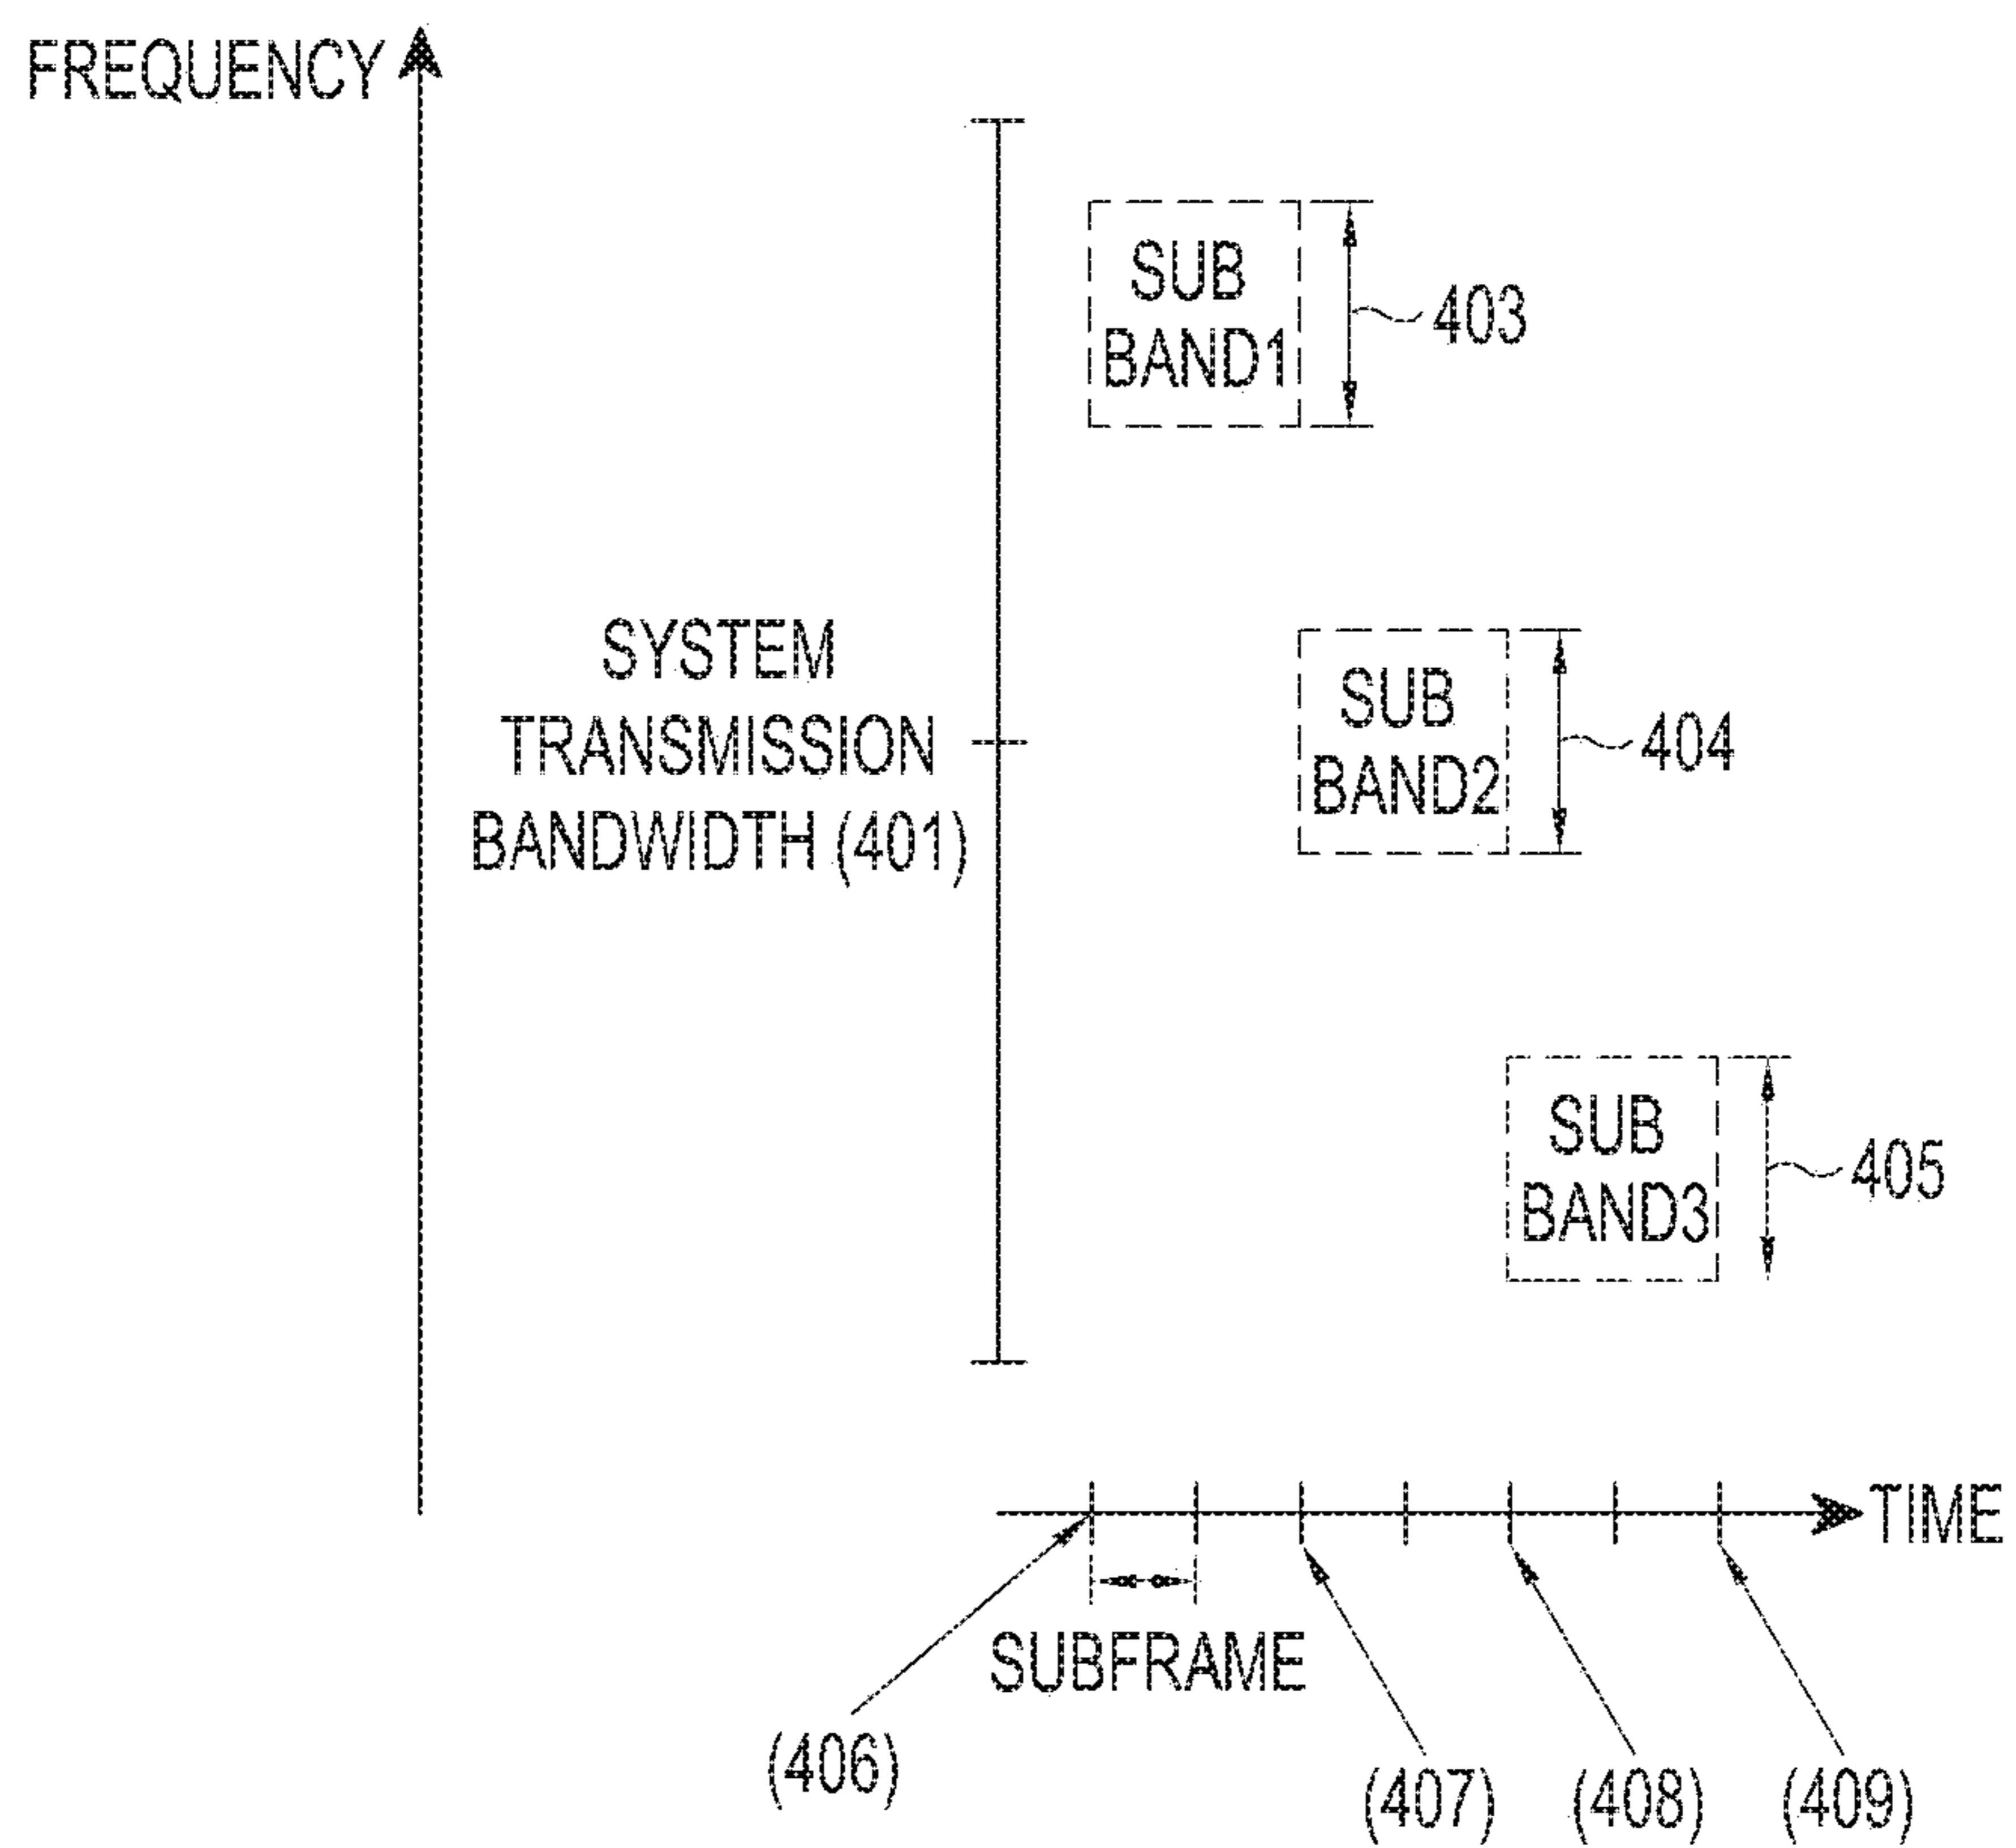 FREQUENCY
SUB
BAND1
403
SYSTEM
TRANSMISSION
BANDWIDTH (401)
SUB
BAND2
404
SUB
BAND3
405
TIME
SUBFRAME
(406)
(407)
(408)
(409)